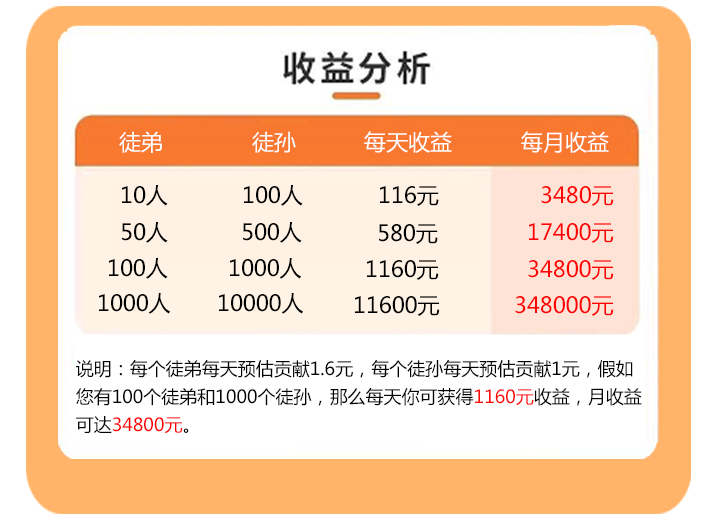 收益分析
徒弟 徒孙 每天收益 每月收益
10人 100人 116元 3480元
50人 500人 580元 17400元
100人 1000人 1160元 34800元
1000人 10000人 11600元 348000元
说明：每个徒弟每天预估贡献1.6元，每个徒孙每天预估贡献1元，假如
您有100个徒弟和1000个徒孙，那么每天你可获得1160元收益，月收益
可达34800元。